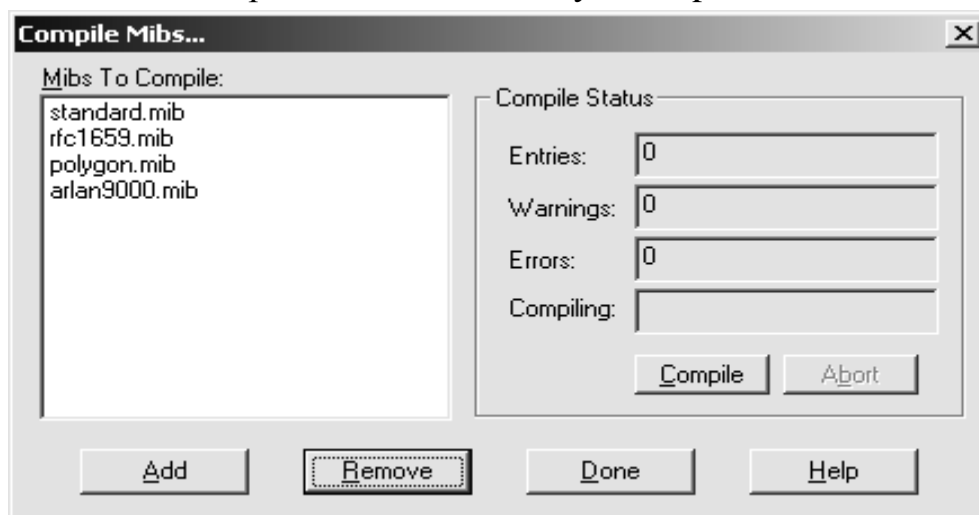 Compile Mibs...
Mibs To Compile:
standard.mib
rfc1659.mib
polygon.mib
arlan9000.mib
Compile Status
Entries: 0
Warnings: 0
Errors: 0
Compiling:
Compile Abort
Add Remove Done Help